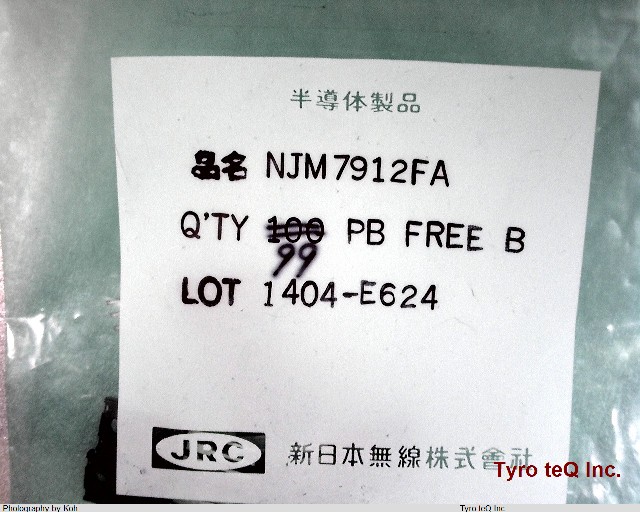 半導体製品
品名 NJM7912FA
Q'TY 100 PB FREE B
99
LOT 1404-E624
JRC 新日本無線株式會社
Tyro teQ Inc.
Photography by Koh Tyro teQ Inc